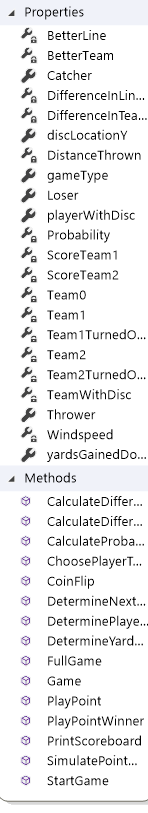 Properties
BetterLine
BetterTeam
Catcher
DifferenceInLin...
DifferenceInTea...
discLocationY
DistanceThrown
gameType
Loser
playerWithDisc
Probability
ScoreTeam1
ScoreTeam2
Team0
Team1
Team1TurnedO...
Team2
Team2TurnedO...
TeamWithDisc
Thrower
Windspeed
yardsGainedDo...
Methods
CalculateDiffer...
CalculateDiffer...
CalculateProba...
ChoosePlayerT...
CoinFlip
DetermineNext...
DeterminePlaye...
DetermineYard...
FullGame
Game
PlayPoint
PlayPointWinner
PrintScoreboard
SimulatePoint...
StartGame